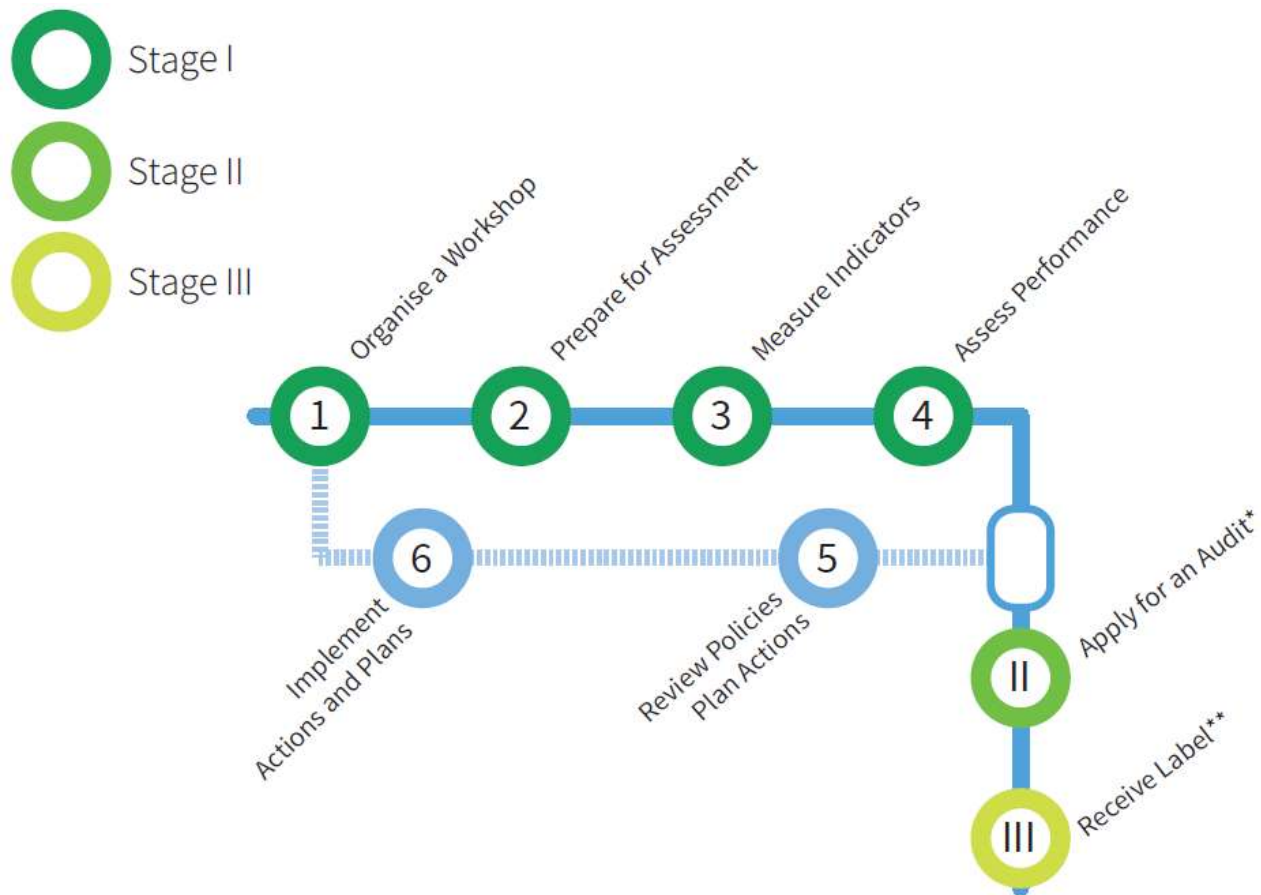 Stage I
Stage II
Stage III
Organise a Workshop
Prepare for Assessment
Measure Indicators
Assess Performance
1
2
3
4
6
5
Implement
Actions and Plans
Review Policies
Plan Actions
Apply for an Audit*
II
Receive Label**
III